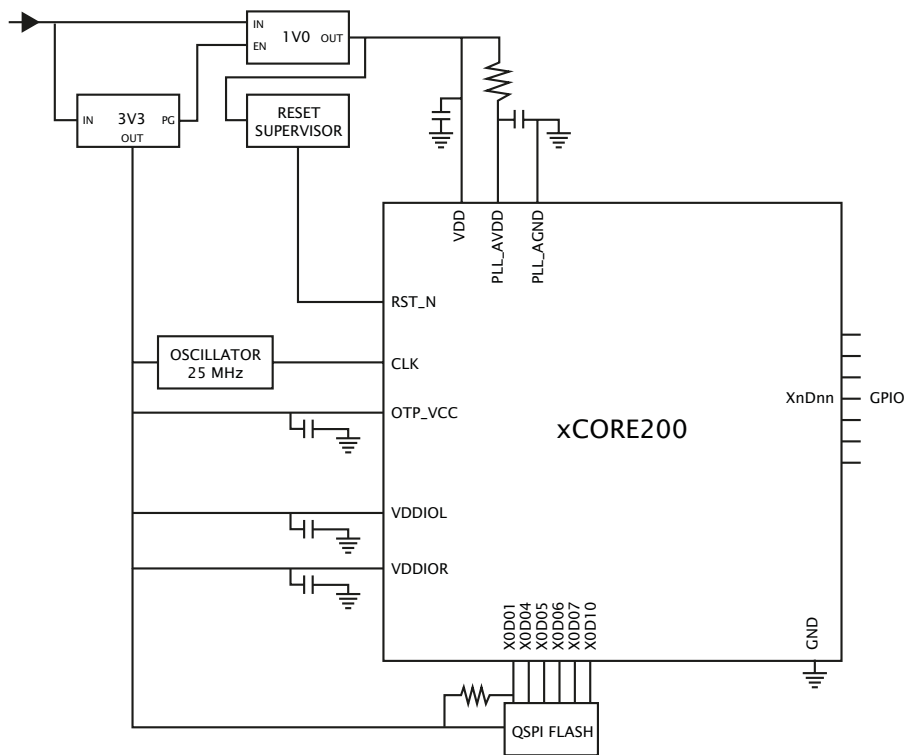 IN
1V0
OUT
EN
IN
3V3
PG
OUT
RESET
SUPERVISOR
VDD
PLL_AVDD
PLL_AGND
RST_N
OSCILLATOR
25 MHz
CLK
OTP_VCC
XnDnn
GPIO
xCORE200
VDDIOL
VDDIOR
X0D01
X0D04
X0D05
X0D06
X0D07
X0D10
GND
QSPI FLASH